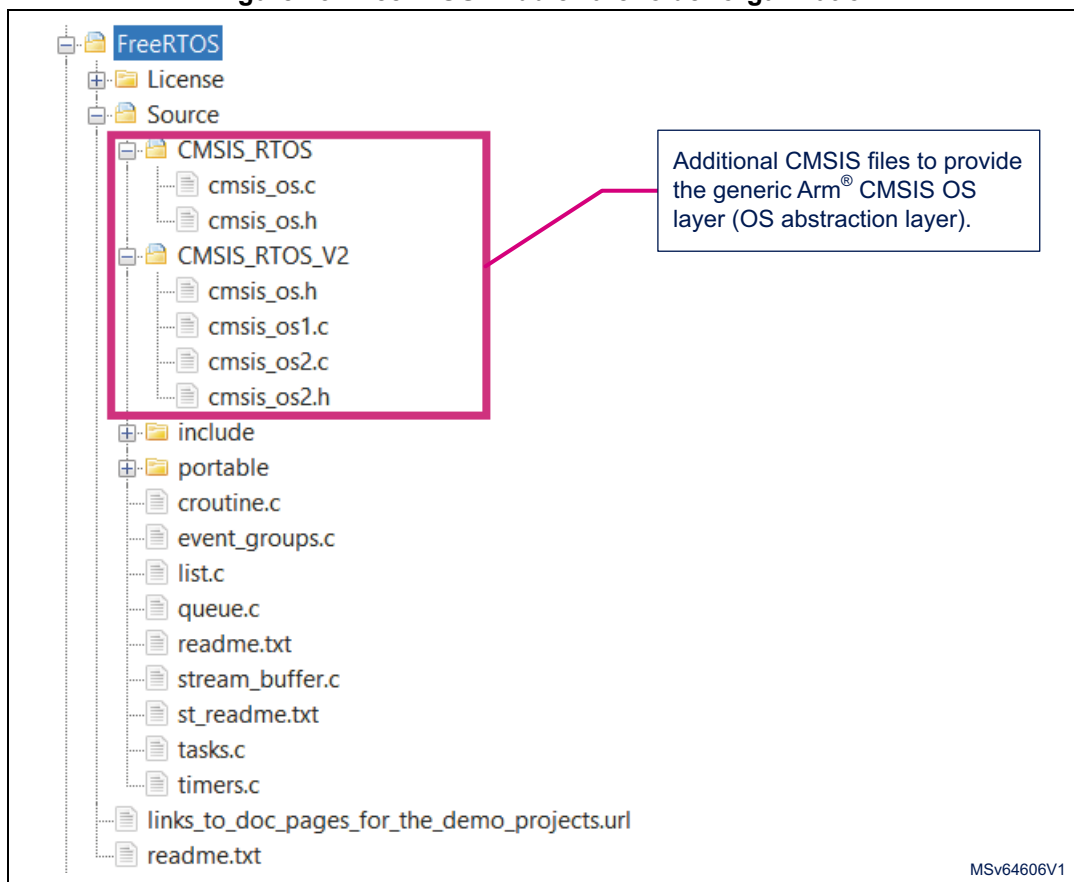 FreeRTOS
License
Source
CMSIS_RTOS
cmsis_os.c
cmsis_os.h
CMSIS_RTOS_V2
cmsis_os.h
cmsis_os1.c
cmsis_os2.c
cmsis_os2.h
include
portable
croutine.c
event_groups.c
list.c
queue.c
readme.txt
stream_buffer.c
st_readme.txt
tasks.c
timers.c
links_to_doc_pages_for_the_demo_projects.url
readme.txt
Additional CMSIS files to provide
the generic Arm® CMSIS OS
layer (OS abstraction layer).
MSv64606V1